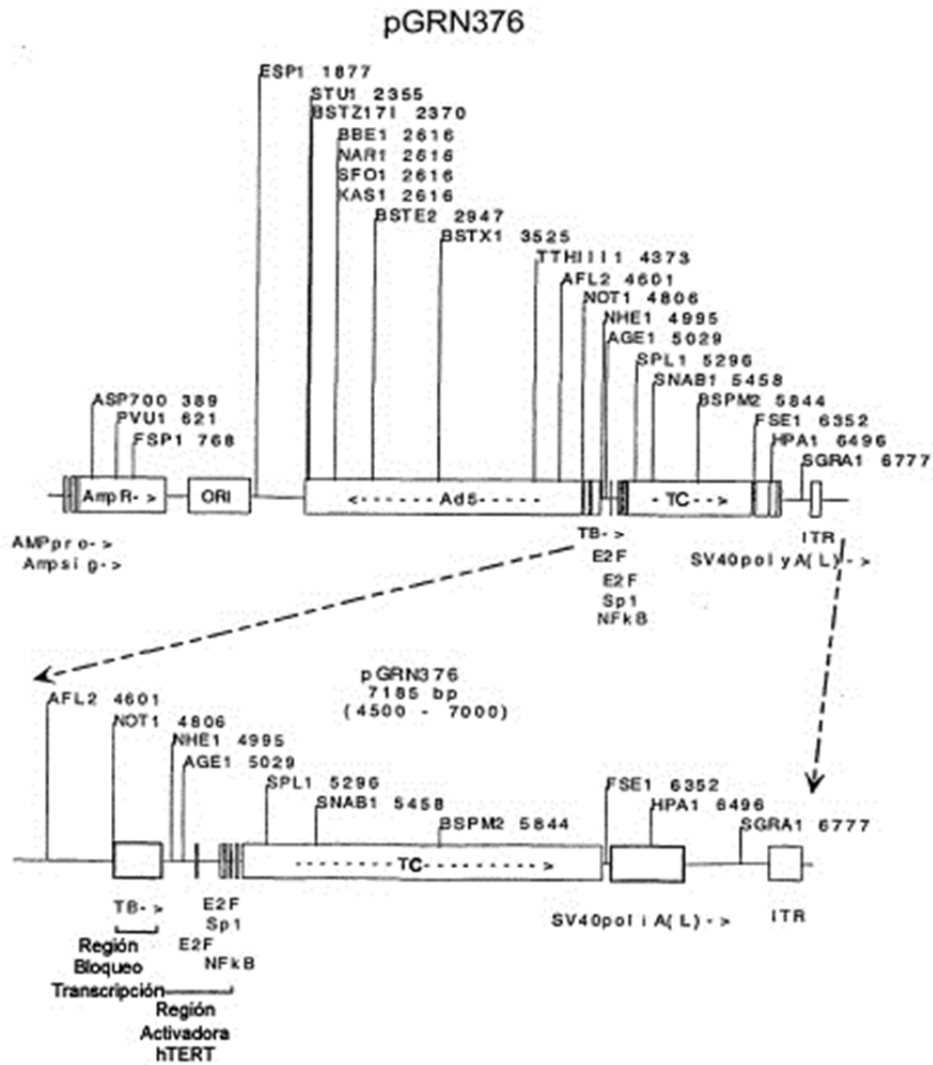 pGRN376
ESP1 1877
STU1 2355
BSTZ17I 2370
BBE1 2616
NAR1 2616
SFO1 2616
KAS1 2616
BSTE2 2947
BSTX1 3525
TTHIII1 4373
AFL2 4601
NOT1 4806
NHE1 4995
AGE1 5029
SPL1 5296
SNAB1 5458
ASP700 389
BSPM2 5844
PVU1 621
FSE1 6352
FSP1 768
HPA1 6496
SGRA1 6777
AmpR- > ORI <------ Ad5------ - TC - - >
AMPpro- > TB- > ITR
Ampsig- > E2F SV40polyA(L)- >
E2F
Sp1
NFkB
pGRN376
7185 bp
(4500 - 7000)
AFL2 4601
NOT1 4806
NHE1 4995
AGE1 5029
SPL1 5296 FSE1 6352
SNAB1 5458 HPA1 6496
BSPM2 5844 SGRA1 6777
- - - - - - - - TC- - - - - - - - >
TB- > E2F SV40poliA(L)- > ITR
Sp1
Región E2F
Bloqueo NFkB
Transcripción
Región
Activadora
hTERT